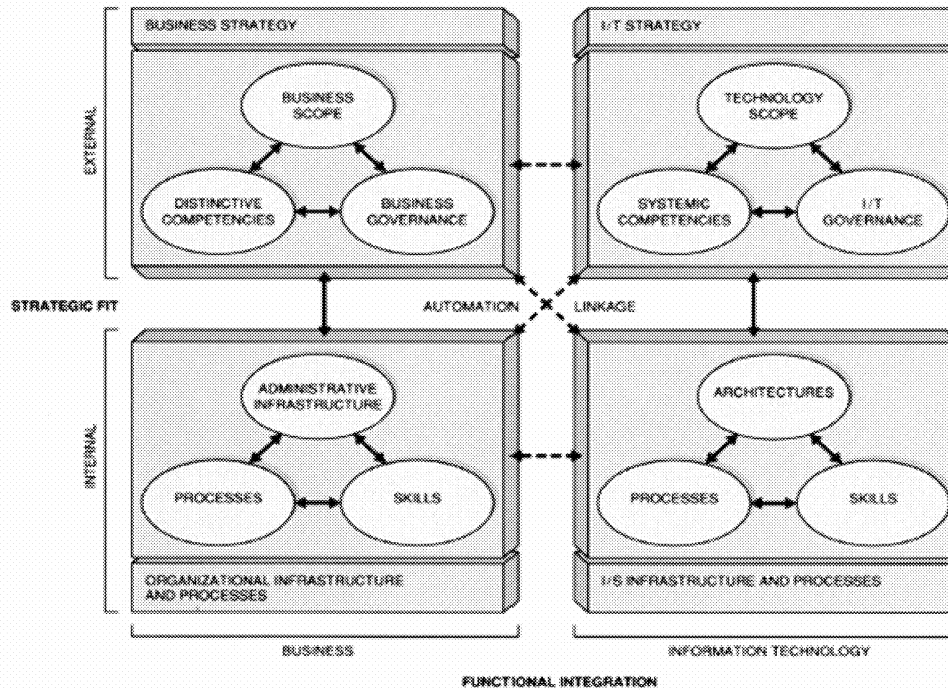 BUSINESS STRATEGY
I/T STRATEGY
BUSINESS
SCOPE
TECHNOLOGY
SCOPE
EXTERNAL
DISTINCTIVE
COMPETENCIES
BUSINESS
GOVERNANCE
SYSTEMIC
COMPETENCIES
I/T
GOVERNANCE
STRATEGIC FIT
AUTOMATION
LINKAGE
ADMINISTRATIVE
INFRASTRUCTURE
ARCHITECTURES
INTERNAL
PROCESSES
SKILLS
PROCESSES
SKILLS
ORGANIZATIONAL INFRASTRUCTURE
AND PROCESSES
I/S INFRASTRUCTURE AND PROCESSES
BUSINESS
INFORMATION TECHNOLOGY
FUNCTIONAL INTEGRATION